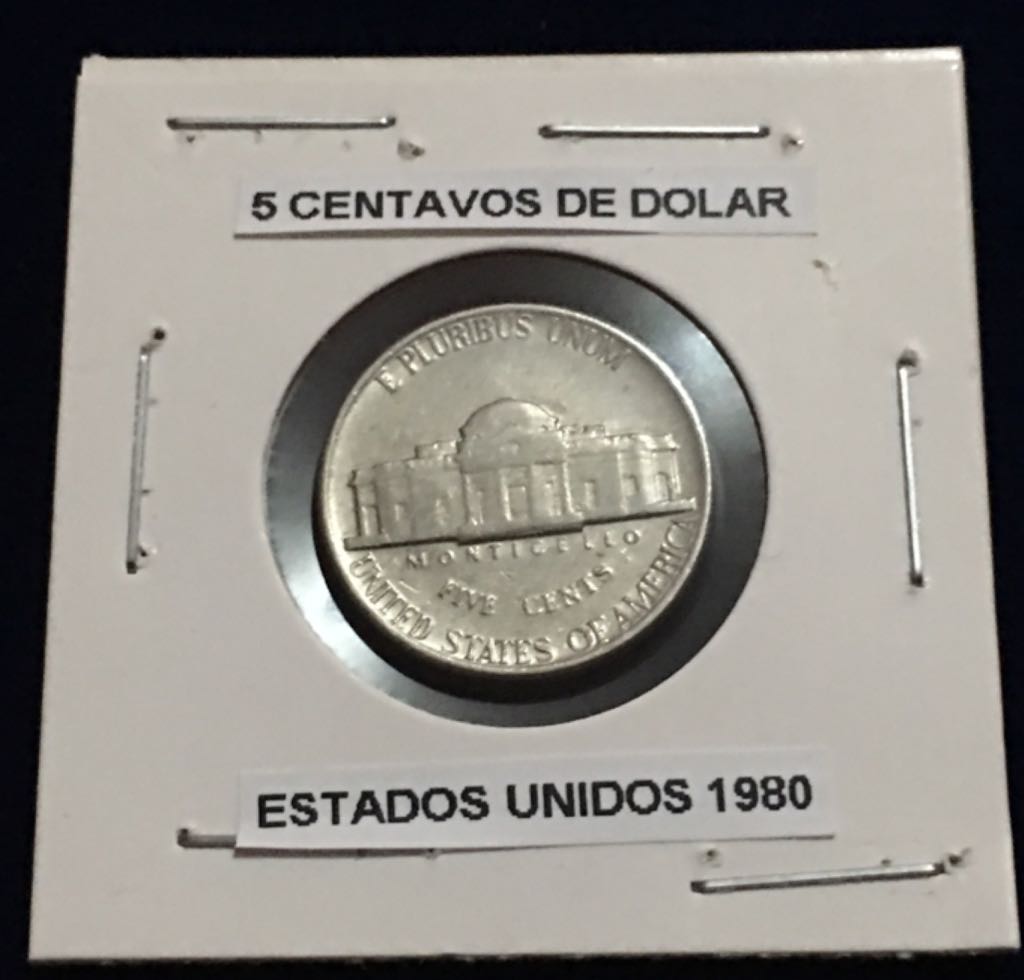 5 CENTAVOS DE DOLAR
E PLURIBUS UNUM
MONTICELLO
FIVE CENTS
UNITED STATES OF AMERICA
ESTADOS UNIDOS 1980